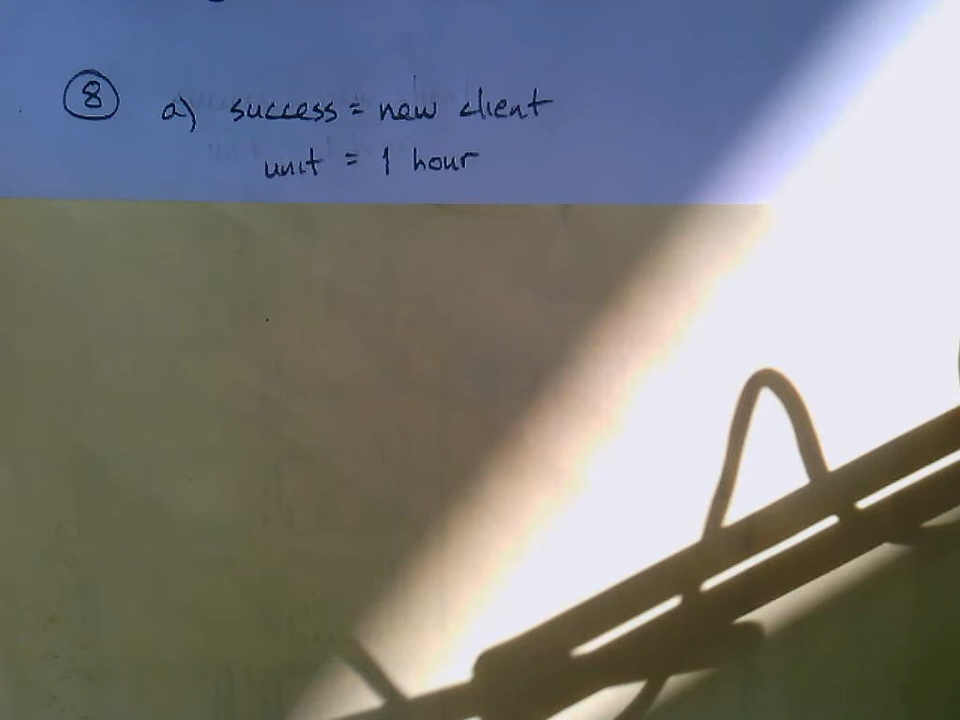 8 a) success = new client
unit = 1 hour